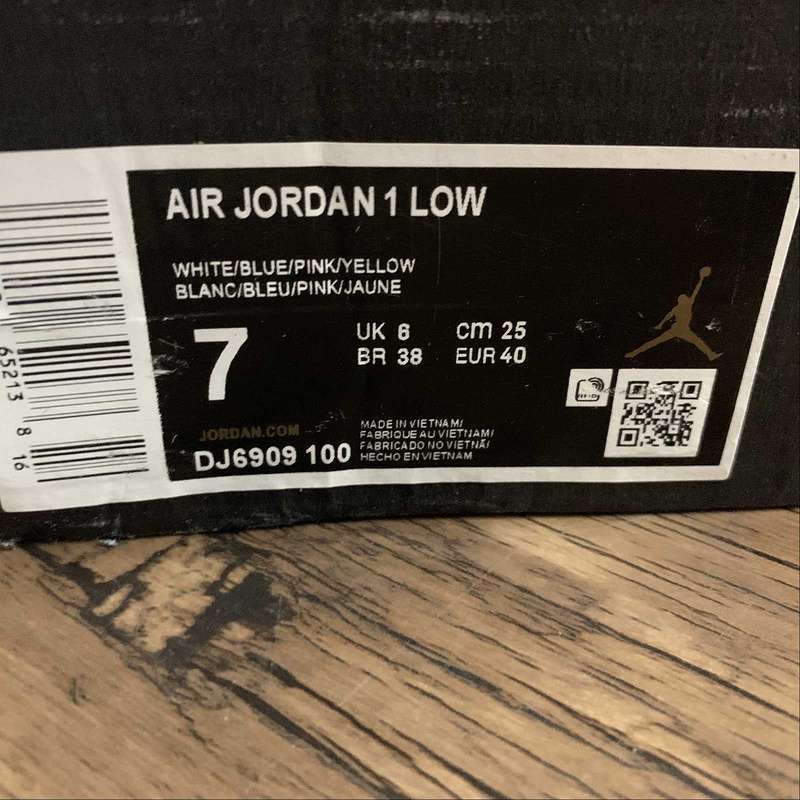 AIR JORDAN 1 LOW
WHITE/BLUE/PINK/YELLOW
BLANC/BLEU/PINK/JAUNE
7
UK 6 cm 25
BR 38 EUR 40
JORDAN.COM
DJ6909 100
MADE IN VIETNAM/
FABRIQUE AU VIETNAM/
FABRICADO NO VIETNÃ/
HECHO EN VIETNAM
65213 8 16